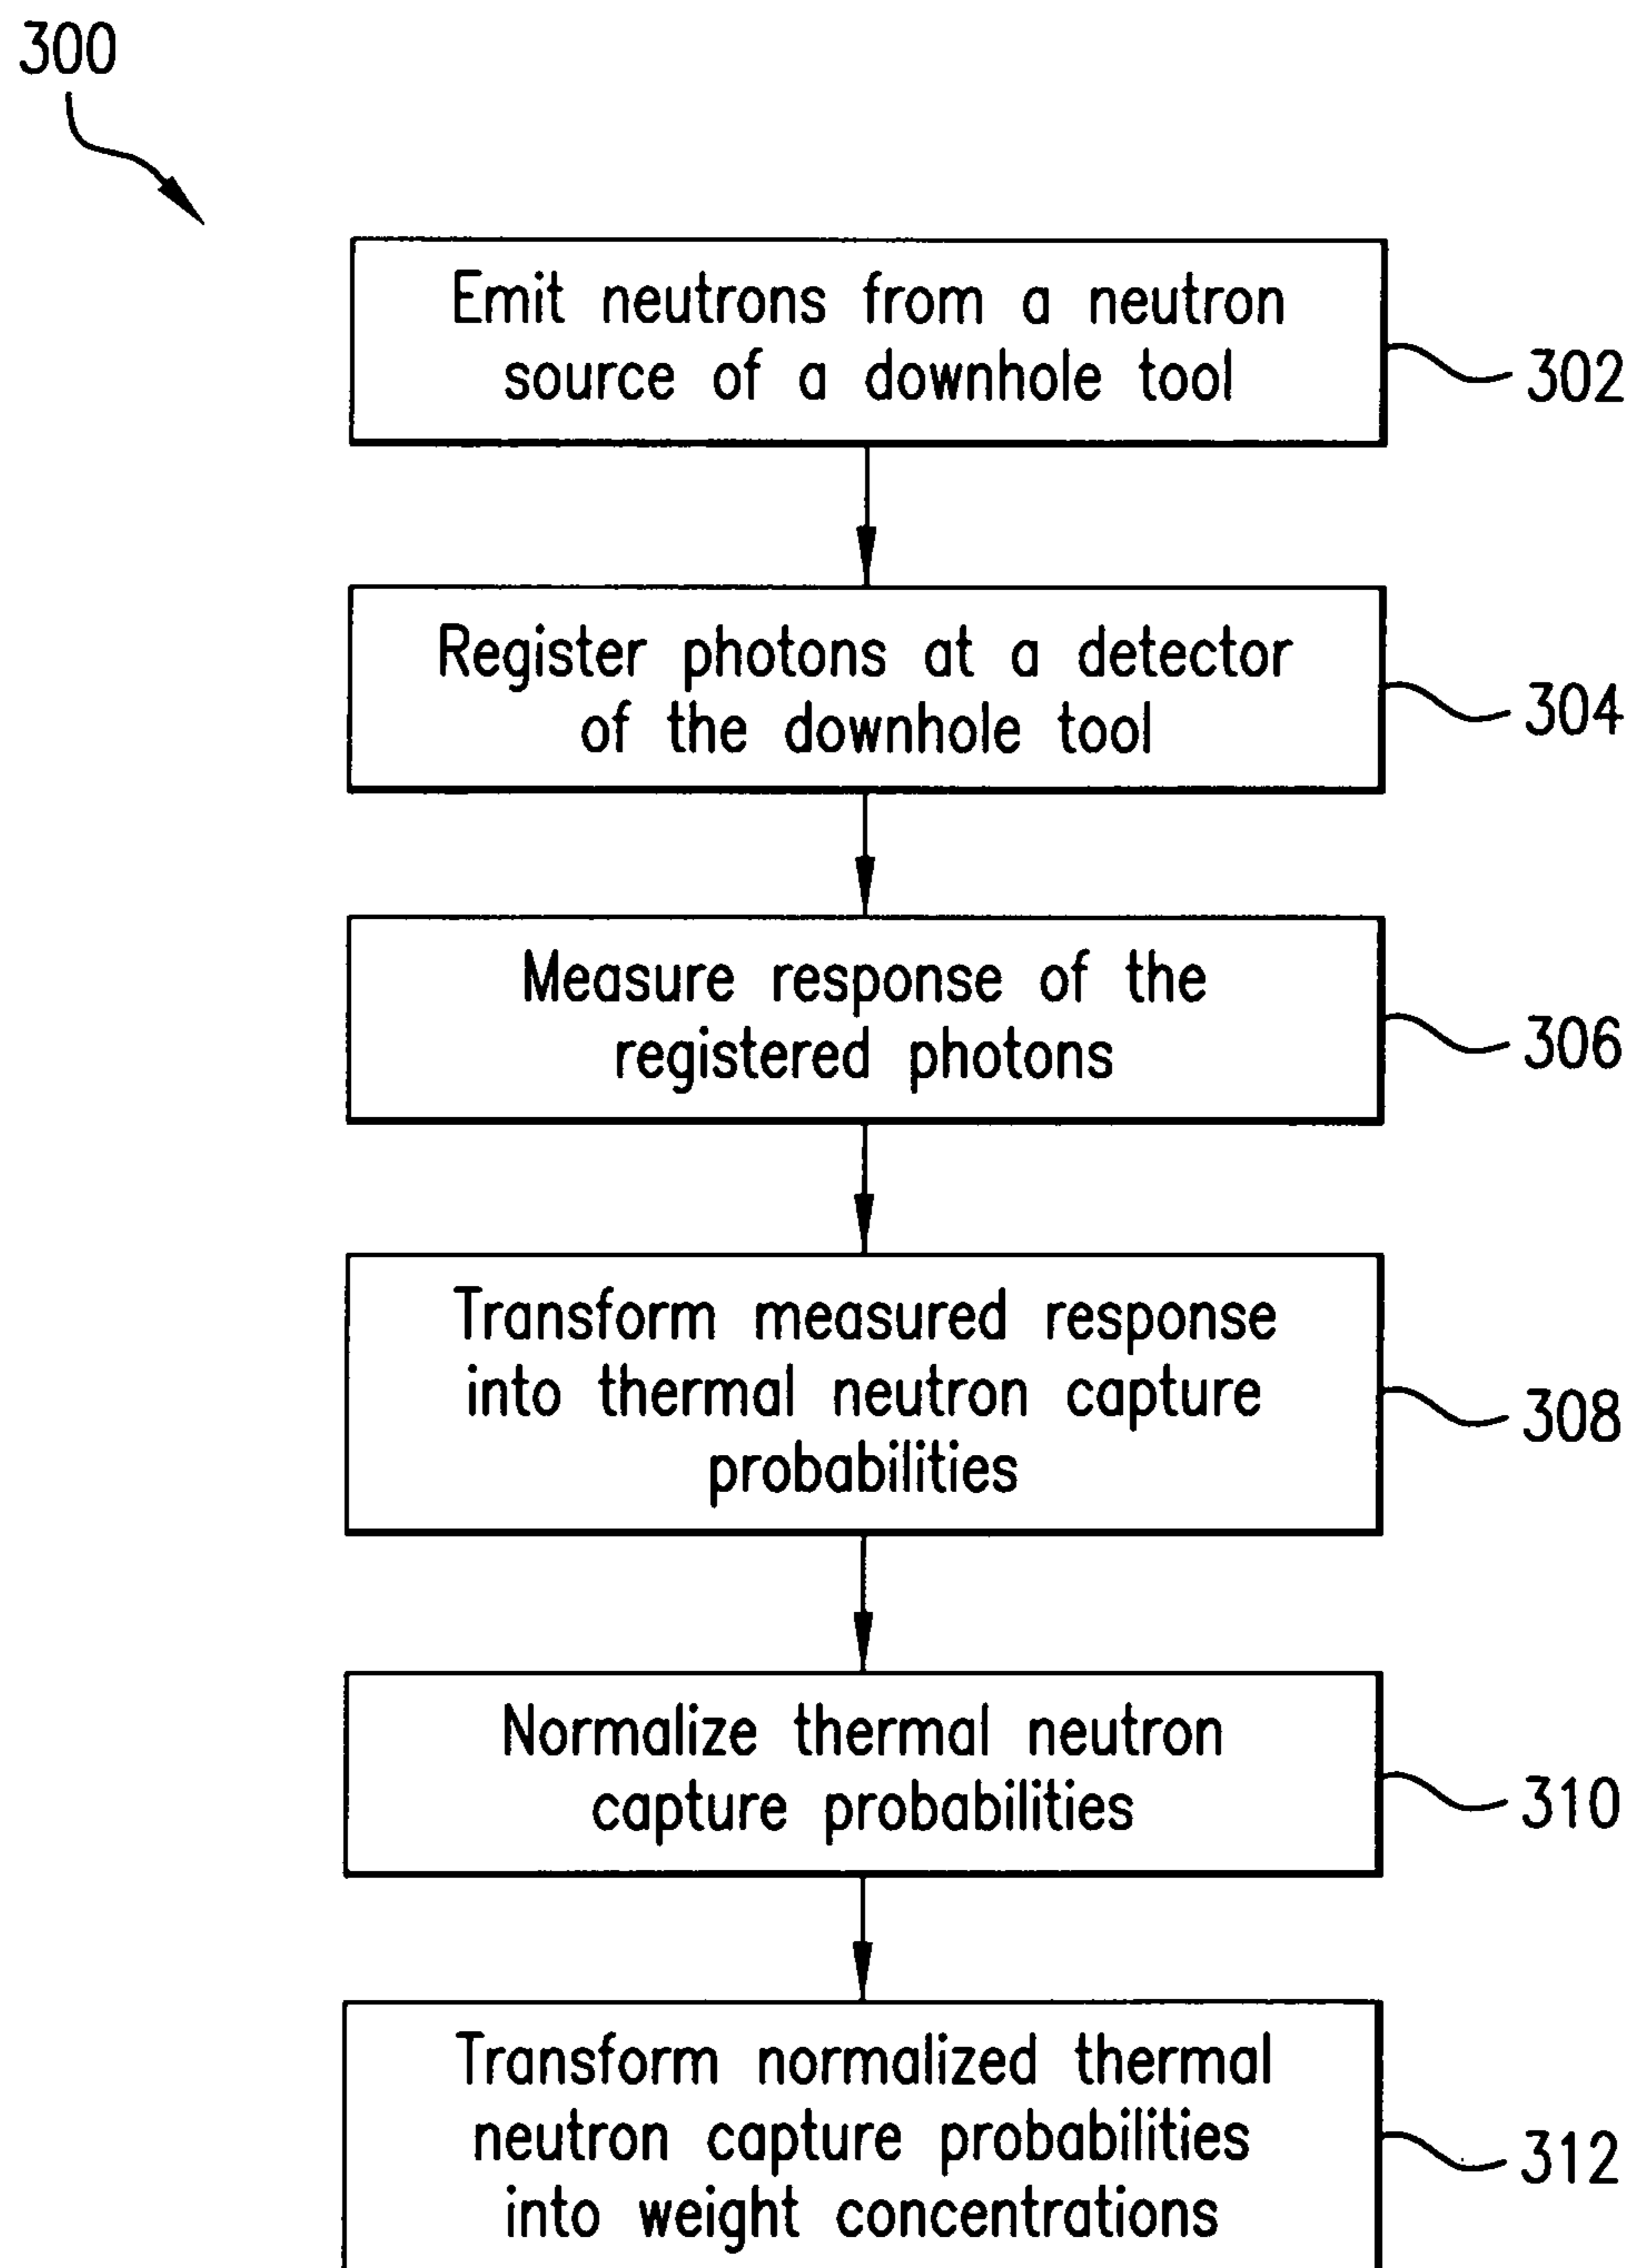 300
Emit neutrons from a neutron
source of a downhole tool
302
Register photons at a detector
of the downhole tool
304
Measure response of the
registered photons
306
Transform measured response
into thermal neutron capture
probabilities
308
Normalize thermal neutron
capture probabilities
310
Transform normalized thermal
neutron capture probabilities
into weight concentrations
312